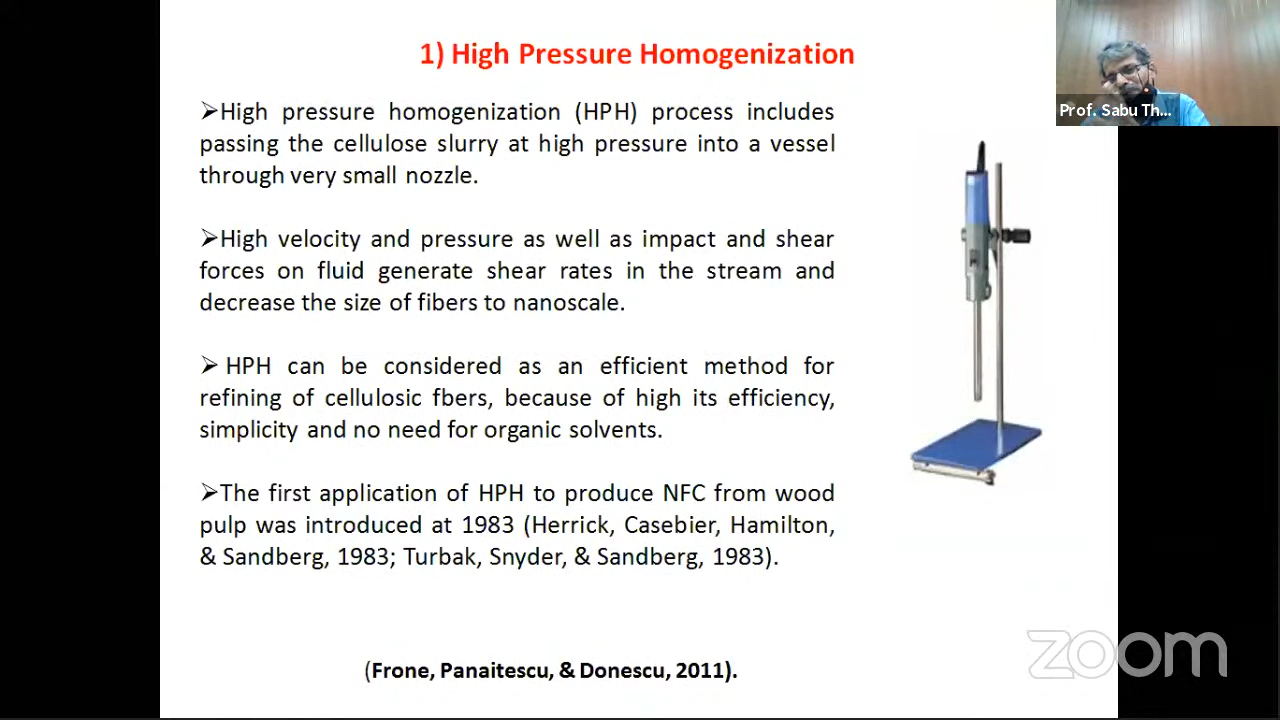 1) High Pressure Homogenization
➢High pressure homogenization (HPH) process includes
passing the cellulose slurry at high pressure into a vessel
through very small nozzle.
➢High velocity and pressure as well as impact and shear
forces on fluid generate shear rates in the stream and
decrease the size of fibers to nanoscale.
➢ HPH can be considered as an efficient method for
refining of cellulosic fbers, because of high its efficiency,
simplicity and no need for organic solvents.
➢The first application of HPH to produce NFC from wood
pulp was introduced at 1983 (Herrick, Casebier, Hamilton,
& Sandberg, 1983; Turbak, Snyder, & Sandberg, 1983).
(Frone, Panaitescu, & Donescu, 2011).
Prof. Sabu Th...
zoom